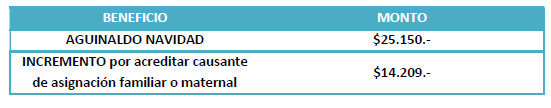 BENEFICIO MONTO
AGUINALDO NAVIDAD $25.150.-
INCREMENTO por acreditar causante
de asignación familiar o maternal $14.209.-